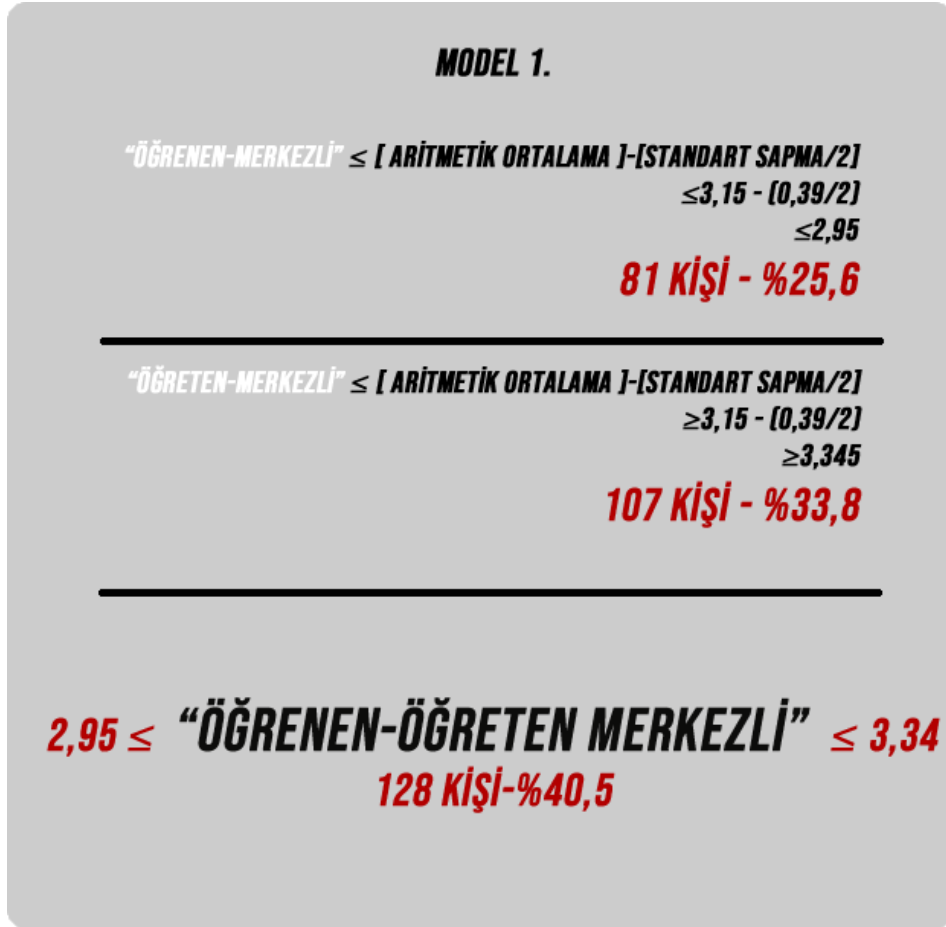 MODEL 1.
“ÖĞRENEN-MERKEZLİ” ≤ [ ARİTMETİK ORTALAMA ]-[STANDART SAPMA/2]
≤3,15 - (0,39/2)
≤2,95
81 KİŞİ - %25,6
“ÖĞRETEN-MERKEZLİ” ≤ [ ARİTMETİK ORTALAMA ]-[STANDART SAPMA/2]
≥3,15 - (0,39/2)
≥3,345
107 KİŞİ - %33,8
2,95 ≤ “ÖĞRENEN-ÖĞRETEN MERKEZLİ” ≤ 3,34
128 KİŞİ-%40,5